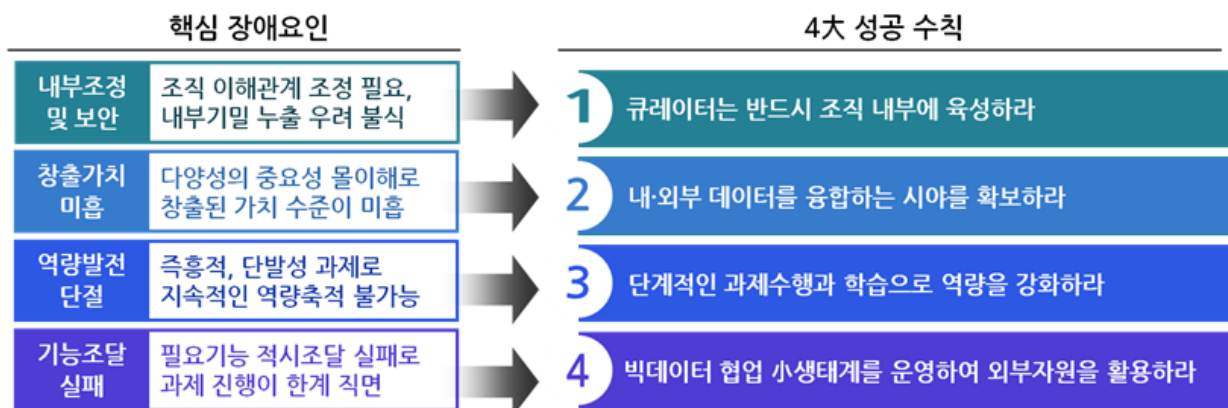 핵심 장애요인
4大 성공 수칙
내부조정
및 보안
조직 이해관계 조정 필요,
내부기밀 누출 우려 불식
1
큐레이터는 반드시 조직 내부에 육성하라
창출가치
미흡
다양성의 중요성 몰이해로
창출된 가치 수준이 미흡
2
내·외부 데이터를 융합하는 시야를 확보하라
역량발전
단절
즉흥적, 단발성 과제로
지속적인 역량축적 불가능
3
단계적인 과제수행과 학습으로 역량을 강화하라
기능조달
실패
필요기능 적시조달 실패로
과제 진행이 한계 직면
4
빅데이터 협업 小생태계를 운영하여 외부자원을 활용하라